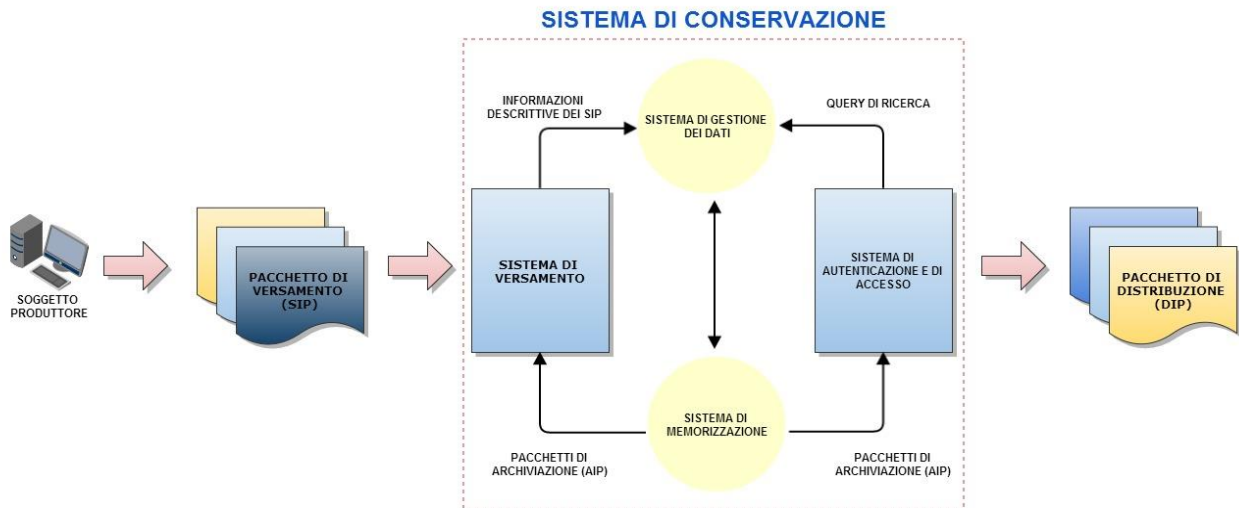 SISTEMA DI CONSERVAZIONE
INFORMAZIONI
DESCRITTIVE DEI SIP
SISTEMA DI GESTIONE
DEI DATI
QUERY DI RICERCA
SOGGETTO
PRODUTTORE
PACCHETTO DI
VERSAMENTO
(SIP)
SISTEMA DI
VERSAMENTO
SISTEMA DI
AUTENTICAZIONE E DI
ACCESSO
PACCHETTO DI
DISTRIBUZIONE
(DIP)
SISTEMA DI
MEMORIZZAZIONE
PACCHETTI DI
ARCHIVIAZIONE (AIP)
PACCHETTI DI
ARCHIVIAZIONE (AIP)